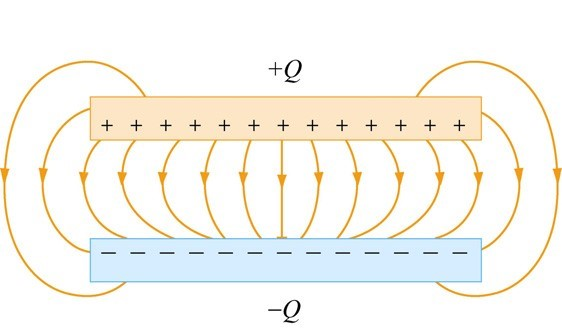 +Q
+ + + + + + + + + + + + +
− − − − − − − − − − − − −
−Q